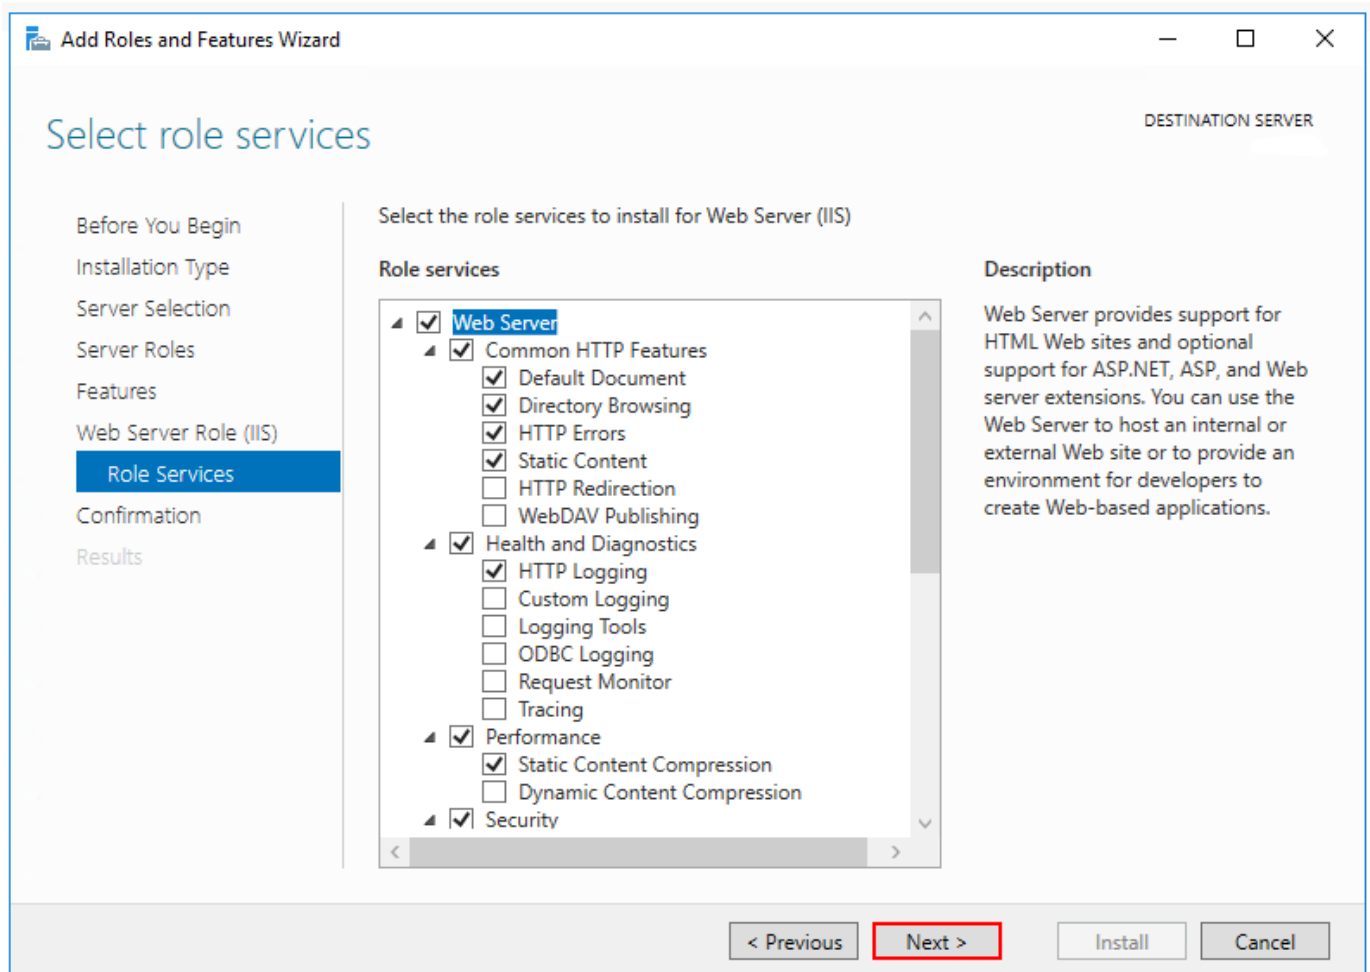 Add Roles and Features Wizard
Select role services
DESTINATION SERVER
Before You Begin
Installation Type
Server Selection
Server Roles
Features
Web Server Role (IIS)
Role Services
Confirmation
Results
Select the role services to install for Web Server (IIS)
Role services
Web Server
Common HTTP Features
Default Document
Directory Browsing
HTTP Errors
Static Content
HTTP Redirection
WebDAV Publishing
Health and Diagnostics
HTTP Logging
Custom Logging
Logging Tools
ODBC Logging
Request Monitor
Tracing
Performance
Static Content Compression
Dynamic Content Compression
Security
Description
Web Server provides support for
HTML Web sites and optional
support for ASP.NET, ASP, and Web
server extensions. You can use the
Web Server to host an internal or
external Web site or to provide an
environment for developers to
create Web-based applications.
< Previous
Next >
Install
Cancel